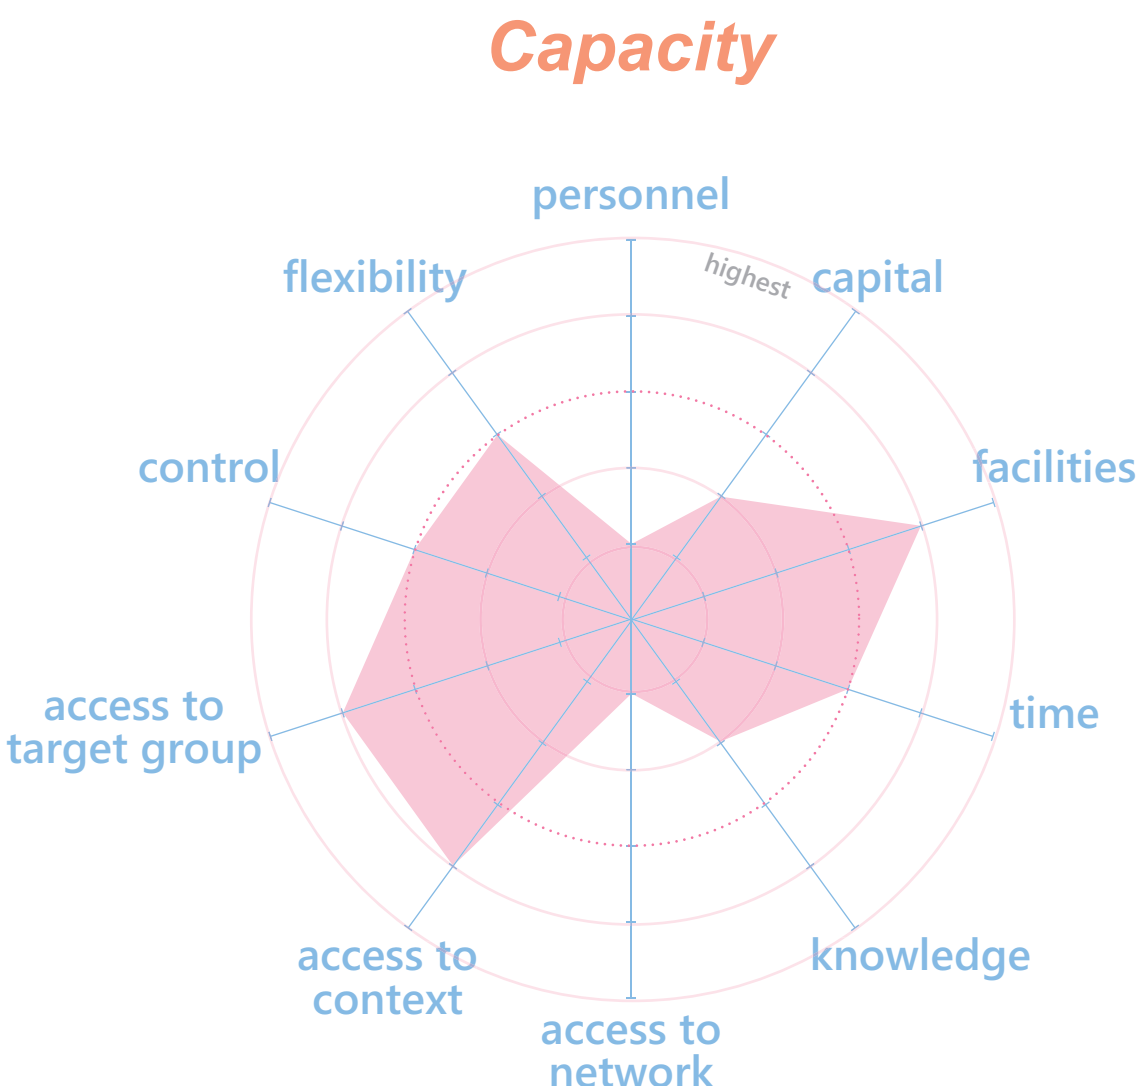 Capacity
personnel
highest
flexibility
capital
control
facilities
access to
target group
time
access to
context
knowledge
access to
network